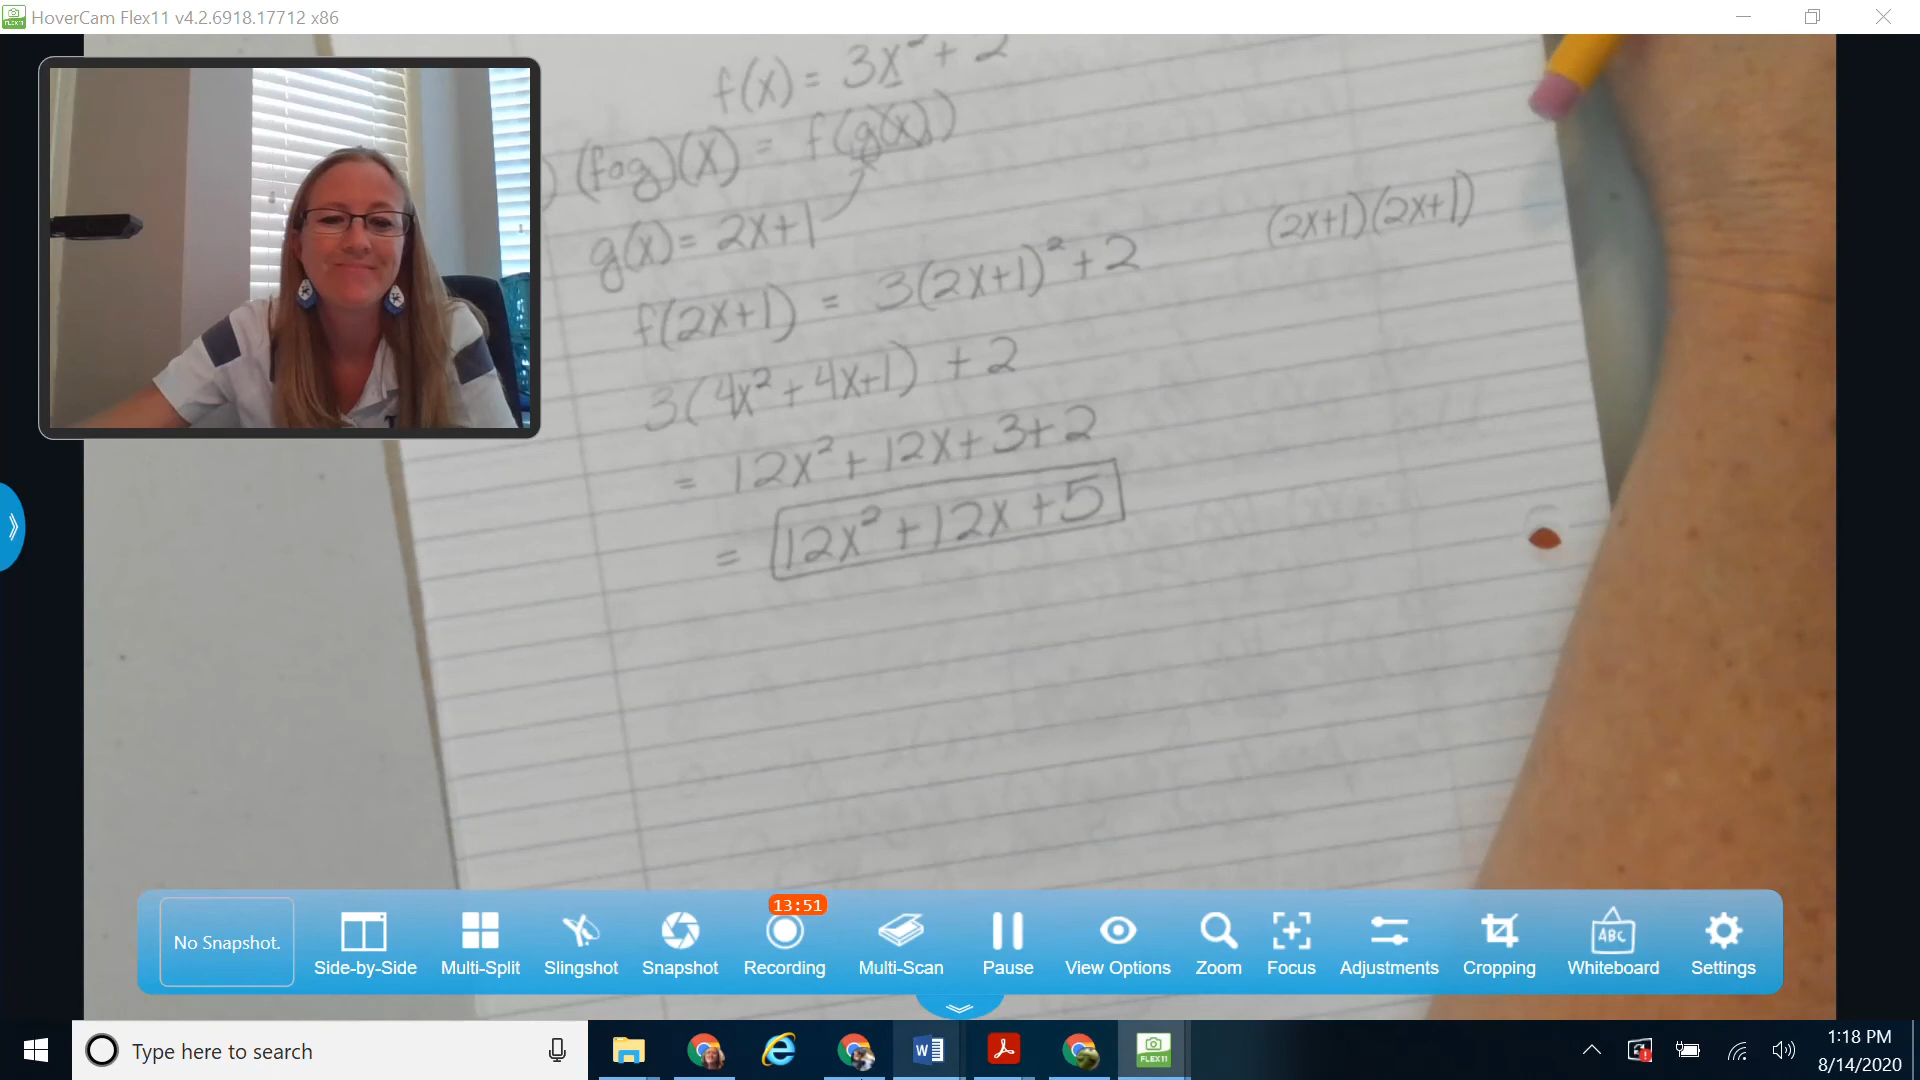 HoverCam Flex11 v4.2.6918.17712 x86
f(x) = 3x² + 2
) (fog)(x) = f(g(x))
g(x) = 2x+1
(2x+1)(2x+1)
f(2x+1) = 3(2x+1)² + 2
3(4x² + 4x+1) + 2
= 12x² + 12x + 3 + 2
= 12x² + 12x + 5
13:51
No Snapshot.
Side-by-Side
Multi-Split
Slingshot
Snapshot
Recording
Multi-Scan
Pause
View Options
Zoom
Focus
Adjustments
Cropping
ABC
Whiteboard
Settings
Type here to search
FLEX11
1:18 PM
8/14/2020